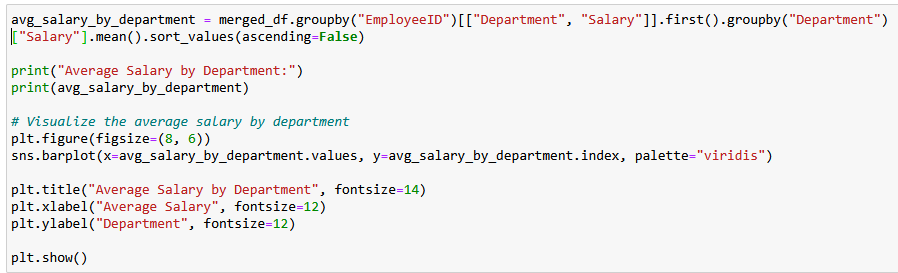 avg_salary_by_department = merged_df.groupby("EmployeeID")[["Department", "Salary"]].first().groupby("Department")
["Salary"].mean().sort_values(ascending=False)
print("Average Salary by Department:")
print(avg_salary_by_department)
# Visualize the average salary by department
plt.figure(figsize=(8, 6))
sns.barplot(x=avg_salary_by_department.values, y=avg_salary_by_department.index, palette="viridis")
plt.title("Average Salary by Department", fontsize=14)
plt.xlabel("Average Salary", fontsize=12)
plt.ylabel("Department", fontsize=12)
plt.show()